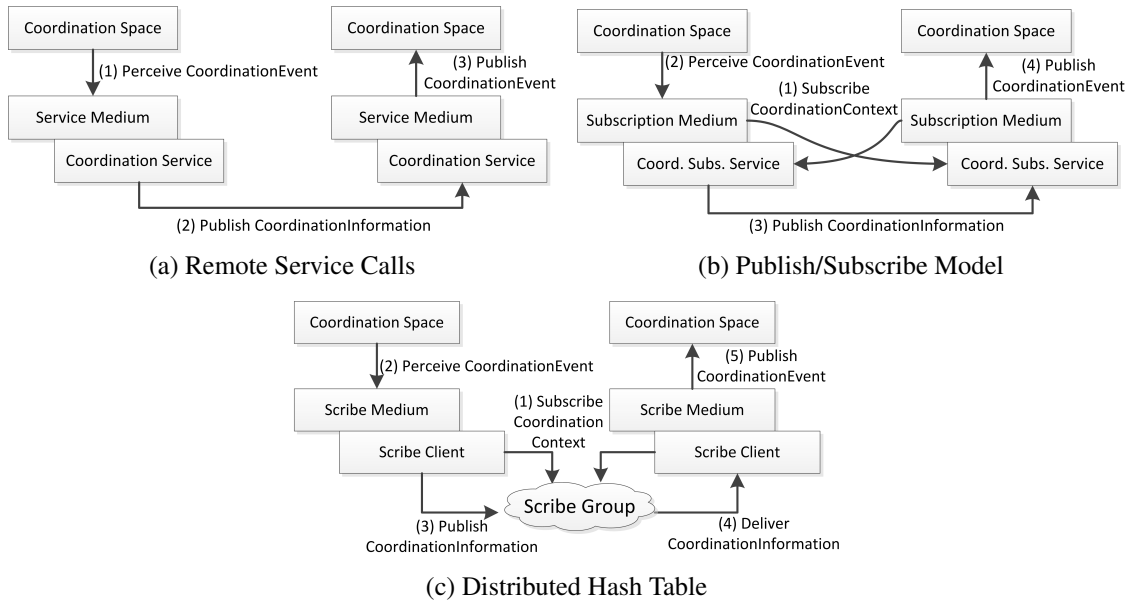 Coordination Space
(1) Perceive CoordinationEvent
Service Medium
Coordination Service
Coordination Space
(3) Publish
CoordinationEvent
Service Medium
Coordination Service
(2) Publish CoordinationInformation
(a) Remote Service Calls
Coordination Space
(2) Perceive CoordinationEvent
Subscription Medium
Coord. Subs. Service
(1) Subscribe
CoordinationContext
Coordination Space
(4) Publish
CoordinationEvent
Subscription Medium
Coord. Subs. Service
(3) Publish CoordinationInformation
(b) Publish/Subscribe Model
Coordination Space
(2) Perceive CoordinationEvent
Scribe Medium
Scribe Client
(1) Subscribe
Coordination
Context
Coordination Space
(5) Publish
CoordinationEvent
Scribe Medium
Scribe Client
Scribe Group
(3) Publish
CoordinationInformation
(4) Deliver
CoordinationInformation
(c) Distributed Hash Table